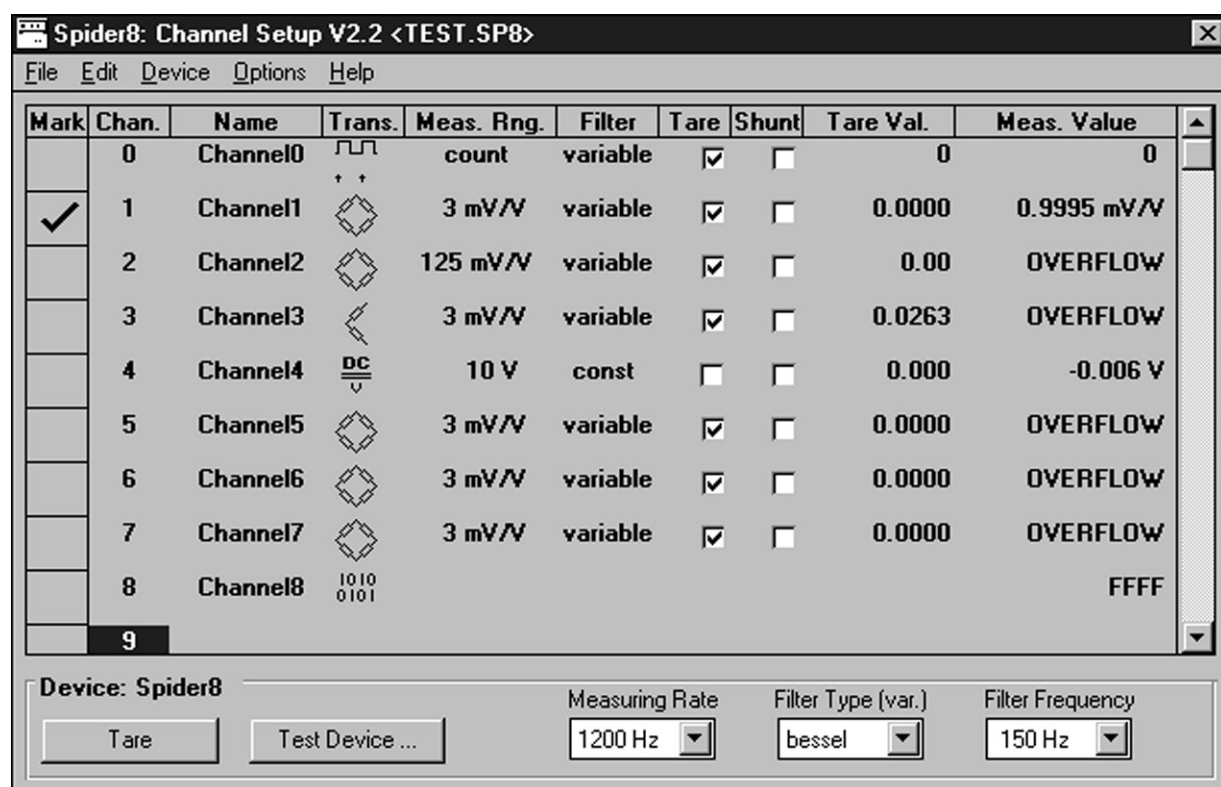 Spider8: Channel Setup V2.2 <TEST.SP8>
File Edit Device Options Help
Mark Chan. Name Trans. Meas. Rng. Filter Tare Shunt Tare Val. Meas. Value
0 Channel0 count variable 0 0
1 Channel1 3 mV/V variable 0.0000 0.9995 mV/V
2 Channel2 125 mV/V variable 0.00 OVERFLOW
3 Channel3 3 mV/V variable 0.0263 OVERFLOW
4 Channel4 DC V 10 V const 0.000 -0.006 V
5 Channel5 3 mV/V variable 0.0000 OVERFLOW
6 Channel6 3 mV/V variable 0.0000 OVERFLOW
7 Channel7 3 mV/V variable 0.0000 OVERFLOW
8 Channel8 1010 0101 FFFF
9
Device: Spider8
Measuring Rate Filter Type (var.) Filter Frequency
Tare Test Device ... 1200 Hz bessel 150 Hz